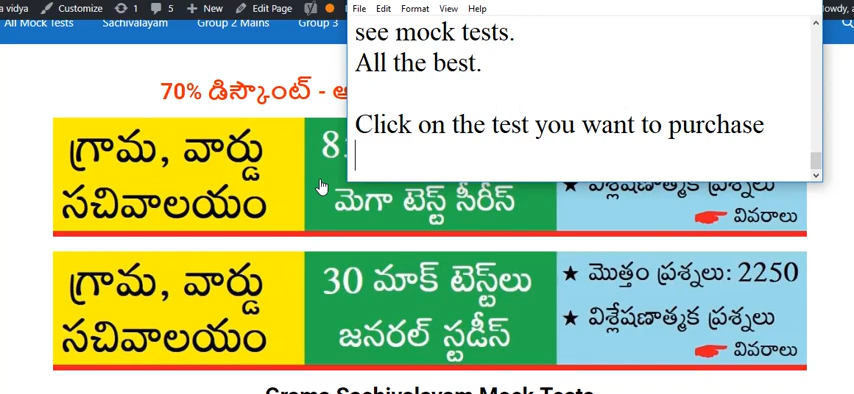 a vidya Customize 1 5 New Edit Page
All Mock Tests Sachivalayam Group 2 Mains Group 3
File Edit Format View Help
see mock tests.
All the best.
Click on the test you want to purchase
70% డిస్కౌంట్ -
గ్రామ, వార్డు
సచివాలయం
మెగా టెస్ట్ సిరీస్
విశ్లేషణాత్మక ప్రశ్నలు
వివరాలు
గ్రామ, వార్డు
సచివాలయం
30 మాక్ టెస్ట్‌లు
జనరల్ స్టడీస్
★ మొత్తం ప్రశ్నలు: 2250
★ విశ్లేషణాత్మక ప్రశ్నలు
వివరాలు
Grama Sachivalayam Mock Tests